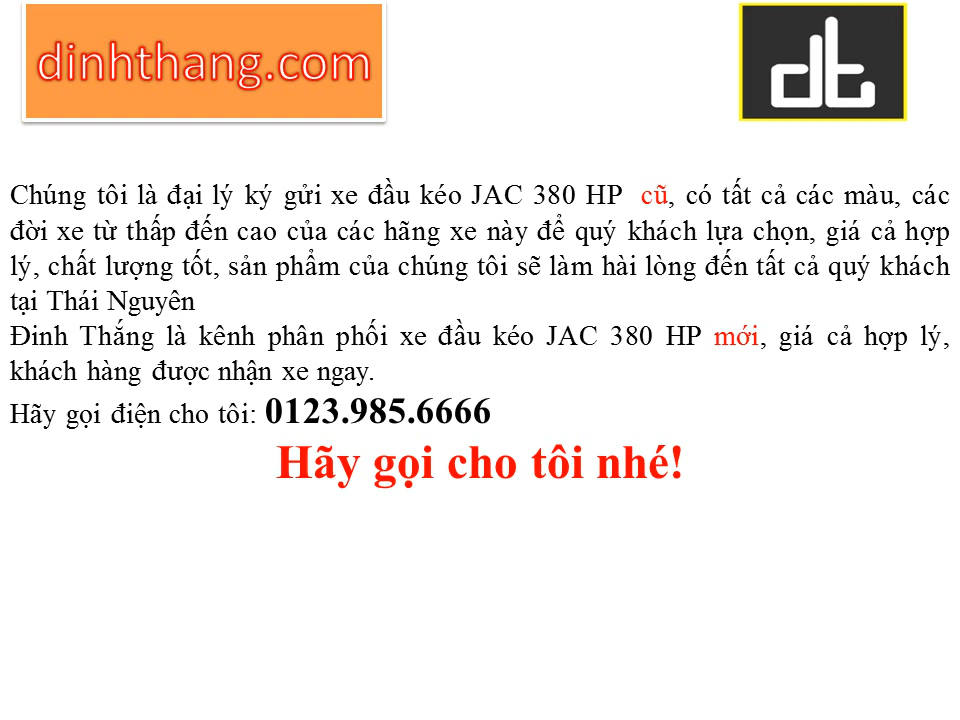 dinhthang.com
dt
Chúng tôi là đại lý ký gửi xe đầu kéo JAC 380 HP cũ, có tất cả các màu, các
đời xe từ thấp đến cao của các hãng xe này để quý khách lựa chọn, giá cả hợp
lý, chất lượng tốt, sản phẩm của chúng tôi sẽ làm hài lòng đến tất cả quý khách
tại Thái Nguyên
Đinh Thắng là kênh phân phối xe đầu kéo JAC 380 HP mới, giá cả hợp lý,
khách hàng được nhận xe ngay.
Hãy gọi điện cho tôi: 0123.985.6666
Hãy gọi cho tôi nhé!